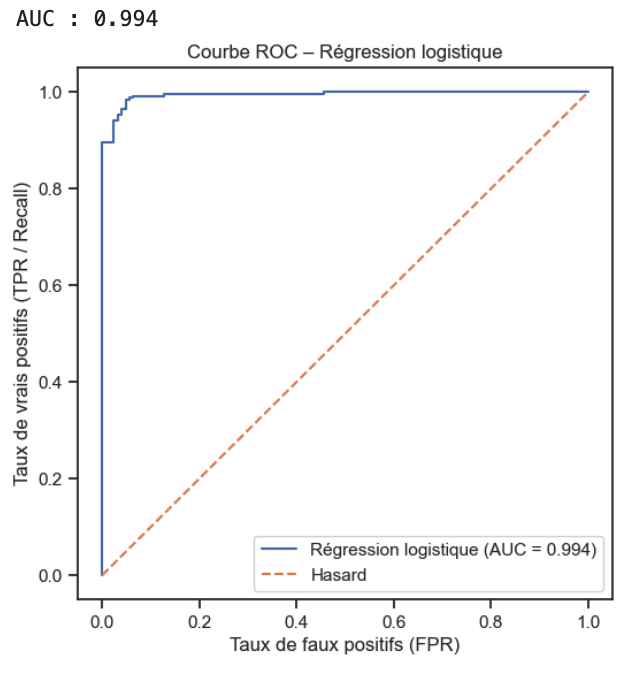 AUC : 0.994
Courbe ROC – Régression logistique
Taux de vrais positifs (TPR / Recall)
1.0
0.8
0.6
0.4
0.2
0.0
Régression logistique (AUC = 0.994)
Hasard
0.0 0.2 0.4 0.6 0.8 1.0
Taux de faux positifs (FPR)